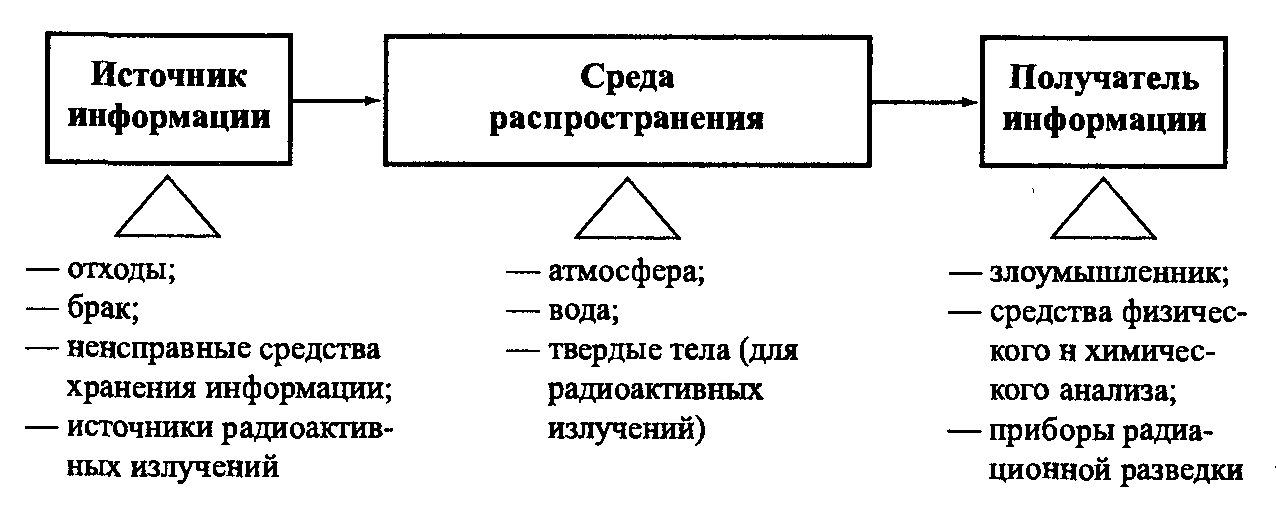 Источник
информации
Среда
распространения
Получатель
информации
— отходы;
— брак;
— неисправные средства
хранения информации;
— источники радиоактив-
ных излучений
— атмосфера;
— вода;
— твердые тела (для
радиоактивных
излучений)
— злоумышленник;
— средства физичес-
кого н химичес-
кого анализа;
— приборы радиа-
ционной разведки